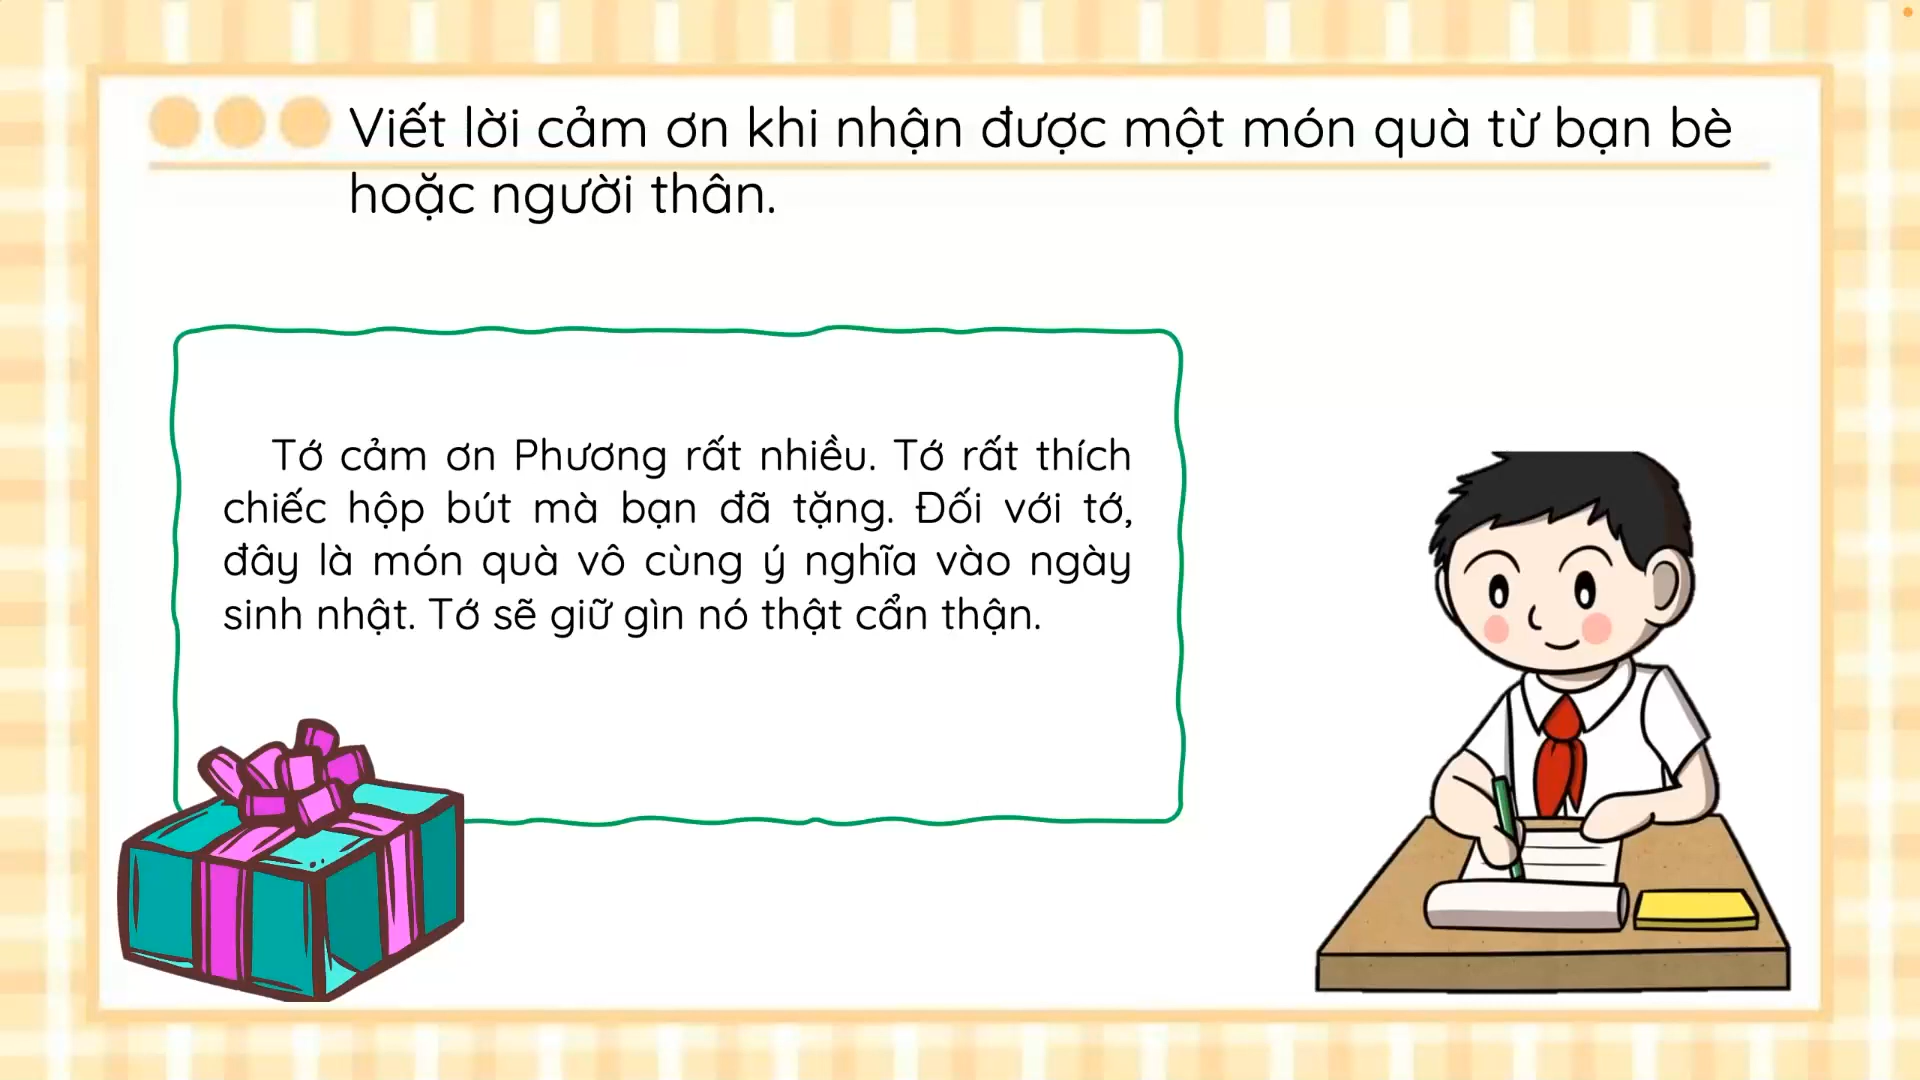 Viết lời cảm ơn khi nhận được một món quà từ bạn bè
hoặc người thân.
Tớ cảm ơn Phương rất nhiều. Tớ rất thích
chiếc hộp bút mà bạn đã tặng. Đối với tớ,
đây là món quà vô cùng ý nghĩa vào ngày
sinh nhật. Tớ sẽ giữ gìn nó thật cẩn thận.